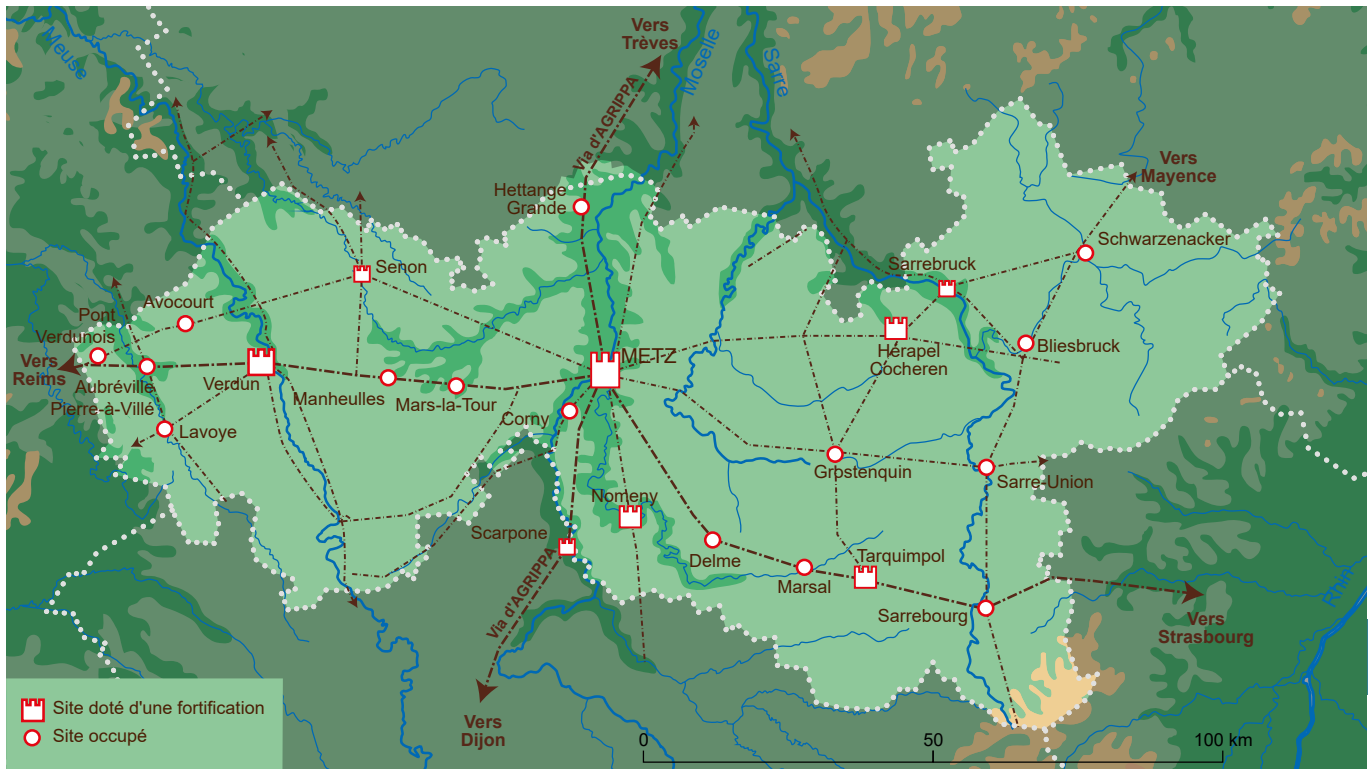 Meuse
Vers
Trèves
Moselle
Sarre
Via d'AGRIPPA
Vers
Mayence
Hettange
Grande
Schwarzenacker
Senon
Sarrebruck
Avocourt
Pont
Verdunois
Vers
Reims
Aubréville
Pierre-à-Villé
Verdun
Manheulles
Mars-la-Tour
METZ
Hérapel
Cocheren
Bliesbruck
Corny
Lavoye
Grostenquin
Sarre-Union
Nomeny
Scarpone
Delme
Marsal
Tarquimpol
Sarrebourg
Via d'AGRIPPA
Vers
Strasbourg
Rhin
Vers
Dijon
Site doté d'une fortification
Site occupé
0 50 100 km